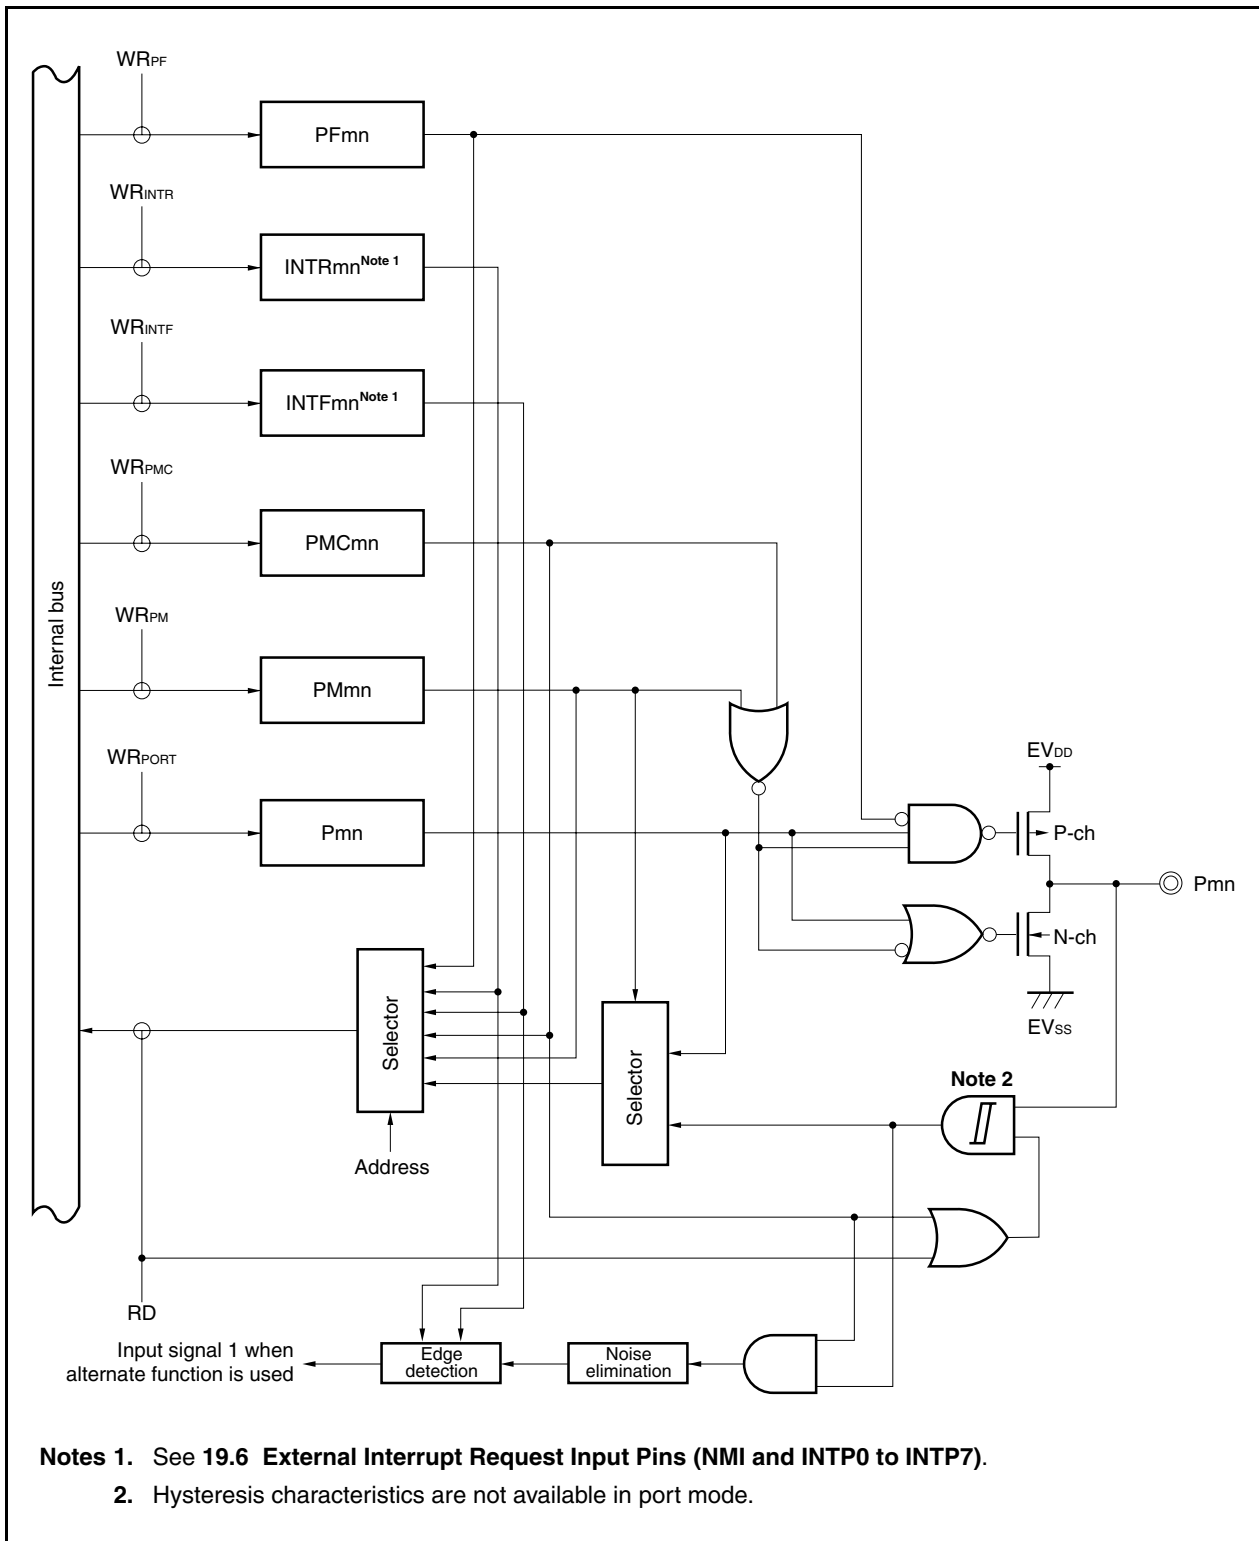 WRPF
PFmn
WRINTR
INTRmnNote 1
WRINTF
INTFmnNote 1
WRPMC
PMCmn
Internal bus
WRPM
PMmn
WRPORT
Pmn
EVDD
P-ch
Pmn
N-ch
EVSS
Selector
Selector
Note 2
Address
RD
Input signal 1 when
alternate function is used
Edge
detection
Noise
elimination
Notes 1. See 19.6 External Interrupt Request Input Pins (NMI and INTP0 to INTP7).
2. Hysteresis characteristics are not available in port mode.